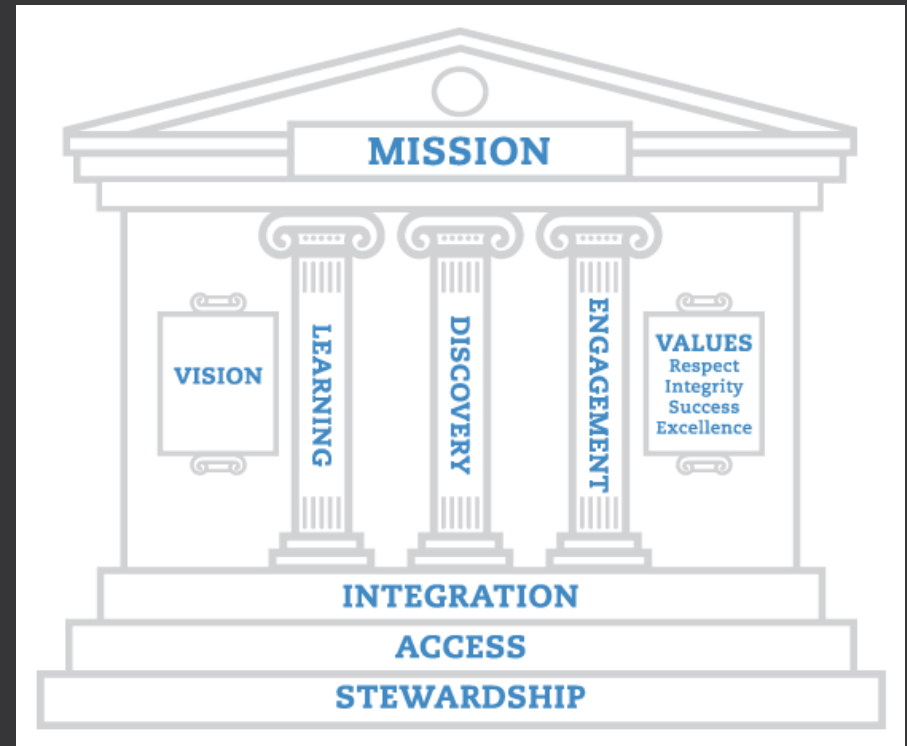 MISSION
VISION
LEARNING
DISCOVERY
ENGAGEMENT
VALUES
Respect
Integrity
Success
Excellence
INTEGRATION
ACCESS
STEWARDSHIP